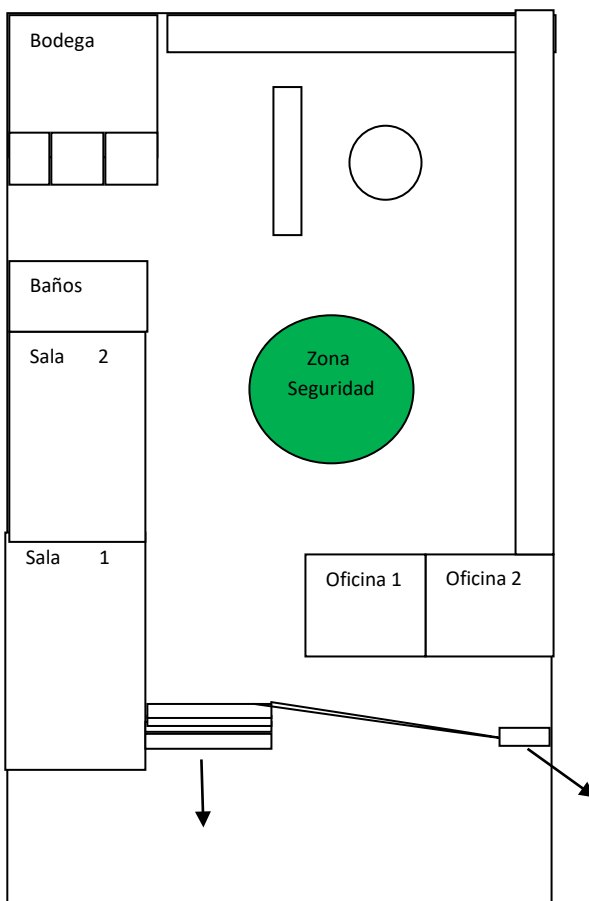 Bodega
Baños
Sala 2
Zona
Seguridad
Sala 1
Oficina 1
Oficina 2